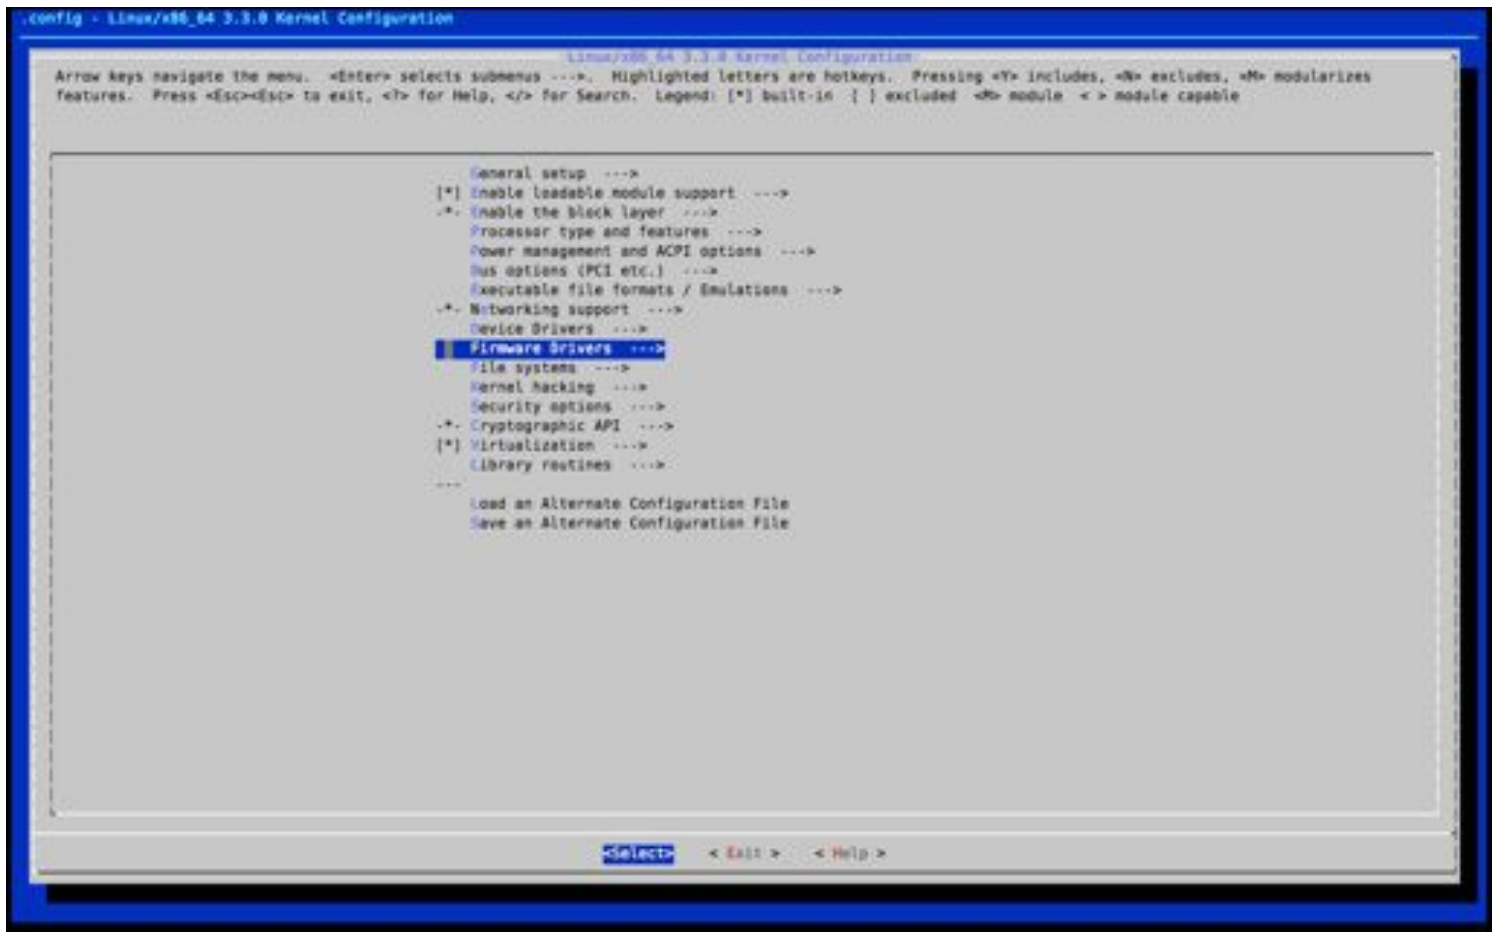 .config - Linux/x86_64 3.3.0 Kernel Configuration
Linux/x86_64 3.3.0 Kernel Configuration
Arrow keys navigate the menu.  <Enter> selects submenus --->.  Highlighted letters are hotkeys.  Pressing <Y> includes, <N> excludes, <M> modularizes
features.  Press <Esc><Esc> to exit, <?> for Help, </> for Search.  Legend: [*] built-in  [ ] excluded  <M> module  < > module capable
General setup  --->
[*] Enable loadable module support  --->
-*- Enable the block layer  --->
Processor type and features  --->
Power management and ACPI options  --->
Bus options (PCI etc.)  --->
Executable file formats / Emulations  --->
-*- Networking support  --->
Device Drivers  --->
Firmware Drivers  --->
File systems  --->
Kernel hacking  --->
Security options  --->
-*- Cryptographic API  --->
[*] Virtualization  --->
Library routines  --->
---
Load an Alternate Configuration File
Save an Alternate Configuration File
<Select>    < Exit >    < Help >